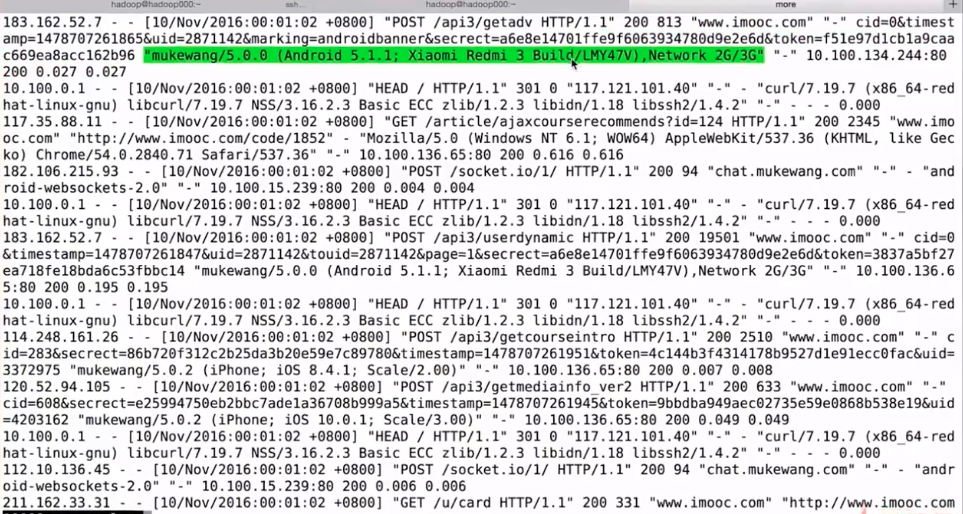 hadoop@hadoop000:~ ssh... hadoop@hadoop000:~ more
183.162.52.7 - - [10/Nov/2016:00:01:02 +0800] "POST /api3/getadv HTTP/1.1" 200 813 "www.imooc.com" "-" cid=0&timest
amp=1478707261865&uid=2871142&marking=androidbanner&secrect=a6e8e14701ffe9f6063934780d9e2e6d&token=f51e97d1cb1a9caa
c669ea8acc162b96 "mukewang/5.0.0 (Android 5.1.1; Xiaomi Redmi 3 Build/LMY47V),Network 2G/3G" "-" 10.100.134.244:80
200 0.027 0.027
10.100.0.1 - - [10/Nov/2016:00:01:02 +0800] "HEAD / HTTP/1.1" 301 0 "117.121.101.40" "-" - "curl/7.19.7 (x86_64-red
hat-linux-gnu) libcurl/7.19.7 NSS/3.16.2.3 Basic ECC zlib/1.2.3 libidn/1.18 libssh2/1.4.2" "-" - - - 0.000
117.35.88.11 - - [10/Nov/2016:00:01:02 +0800] "GET /article/ajaxcourserecommends?id=124 HTTP/1.1" 200 2345 "www.imo
oc.com" "http://www.imooc.com/code/1852" - "Mozilla/5.0 (Windows NT 6.1; WOW64) AppleWebKit/537.36 (KHTML, like Gec
ko) Chrome/54.0.2840.71 Safari/537.36" "-" 10.100.136.65:80 200 0.616 0.616
182.106.215.93 - - [10/Nov/2016:00:01:02 +0800] "POST /socket.io/1/ HTTP/1.1" 200 94 "chat.mukewang.com" "-" - "and
roid-websockets-2.0" "-" 10.100.15.239:80 200 0.004 0.004
10.100.0.1 - - [10/Nov/2016:00:01:02 +0800] "HEAD / HTTP/1.1" 301 0 "117.121.101.40" "-" - "curl/7.19.7 (x86_64-red
hat-linux-gnu) libcurl/7.19.7 NSS/3.16.2.3 Basic ECC zlib/1.2.3 libidn/1.18 libssh2/1.4.2" "-" - - - 0.000
183.162.52.7 - - [10/Nov/2016:00:01:02 +0800] "POST /api3/userdynamic HTTP/1.1" 200 19501 "www.imooc.com" "-" cid=0
&timestamp=1478707261847&uid=2871142&touid=2871142&page=1&secrect=a6e8e14701ffe9f6063934780d9e2e6d&token=3837a5bf27
ea718fe18bda6c53fbbc14 "mukewang/5.0.0 (Android 5.1.1; Xiaomi Redmi 3 Build/LMY47V),Network 2G/3G" "-" 10.100.136.6
5:80 200 0.195 0.195
10.100.0.1 - - [10/Nov/2016:00:01:02 +0800] "HEAD / HTTP/1.1" 301 0 "117.121.101.40" "-" - "curl/7.19.7 (x86_64-red
hat-linux-gnu) libcurl/7.19.7 NSS/3.16.2.3 Basic ECC zlib/1.2.3 libidn/1.18 libssh2/1.4.2" "-" - - - 0.000
114.248.161.26 - - [10/Nov/2016:00:01:02 +0800] "POST /api3/getcourseintro HTTP/1.1" 200 2510 "www.imooc.com" "-" c
id=283&secrect=86b720f312c2b25da3b20e59e7c89780&timestamp=1478707261951&token=4c144b3f4314178b9527d1e91ecc0fac&uid=
3372975 "mukewang/5.0.2 (iPhone; iOS 8.4.1; Scale/2.00)" "-" 10.100.136.65:80 200 0.007 0.008
120.52.94.105 - - [10/Nov/2016:00:01:02 +0800] "POST /api3/getmediainfo_ver2 HTTP/1.1" 200 633 "www.imooc.com" "-"
cid=608&secrect=e25994750eb2bbc7ade1a36708b999a5&timestamp=1478707261945&token=9bbdba949aec02735e59e0868b538e19&uid
=4203162 "mukewang/5.0.2 (iPhone; iOS 10.0.1; Scale/3.00)" "-" 10.100.136.65:80 200 0.049 0.049
10.100.0.1 - - [10/Nov/2016:00:01:02 +0800] "HEAD / HTTP/1.1" 301 0 "117.121.101.40" "-" - "curl/7.19.7 (x86_64-red
hat-linux-gnu) libcurl/7.19.7 NSS/3.16.2.3 Basic ECC zlib/1.2.3 libidn/1.18 libssh2/1.4.2" "-" - - - 0.000
112.10.136.45 - - [10/Nov/2016:00:01:02 +0800] "POST /socket.io/1/ HTTP/1.1" 200 94 "chat.mukewang.com" "-" - "andr
oid-websockets-2.0" "-" 10.100.15.239:80 200 0.006 0.006
211.162.33.31 - - [10/Nov/2016:00:01:02 +0800] "GET /u/card HTTP/1.1" 200 331 "www.imooc.com" "http://www.imooc.com